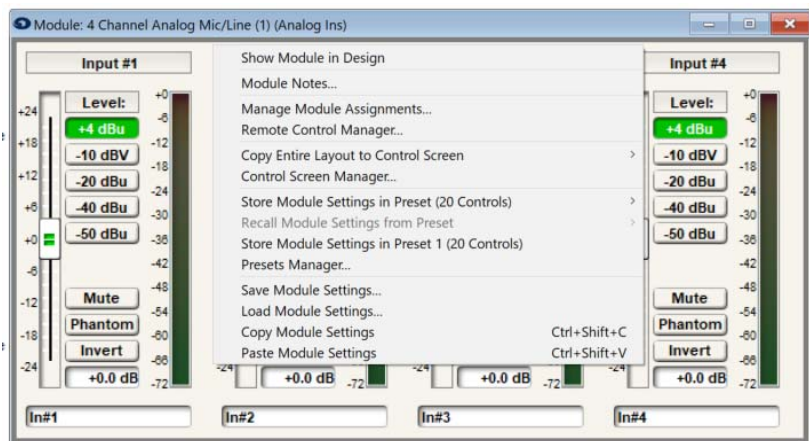 Module: 4 Channel Analog Mic/Line (1) (Analog Ins)
Input #1
Level:
+4 dBu
-10 dBV
-20 dBu
-40 dBu
-50 dBu
Mute
Phantom
Invert
+0.0 dB
+24
+18
+12
+6
+0
-6
-12
-18
-24
+0
-6
-12
-18
-24
-30
-36
-42
-48
-54
-60
-66
-72
In#1
Show Module in Design
Module Notes...
Manage Module Assignments...
Remote Control Manager...
Copy Entire Layout to Control Screen
Control Screen Manager...
Store Module Settings in Preset (20 Controls)
Recall Module Settings from Preset
Store Module Settings in Preset 1 (20 Controls)
Presets Manager...
Save Module Settings...
Load Module Settings...
Copy Module Settings Ctrl+Shift+C
Paste Module Settings Ctrl+Shift+V
-24
+0.0 dB
-72
In#2
-24
+0.0 dB
-72
In#3
Input #4
Level:
+4 dBu
-10 dBV
-20 dBu
-40 dBu
-50 dBu
Mute
Phantom
Invert
-24
+0.0 dB
+0
-6
-12
-18
-24
-30
-36
-42
-48
-54
-60
-66
-72
In#4